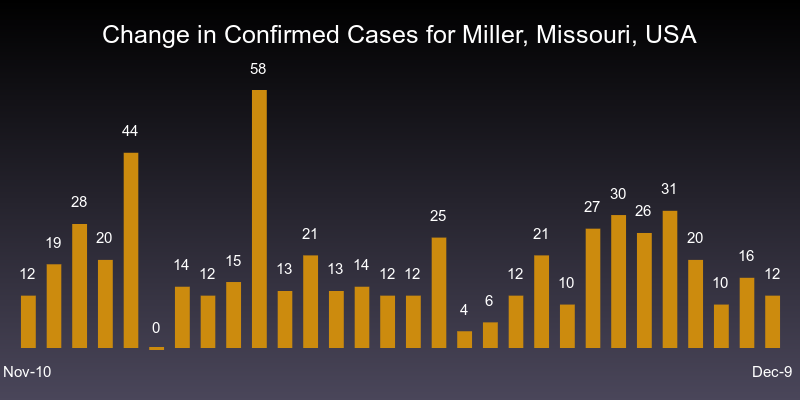 Change in Confirmed Cases for Miller, Missouri, USA
12 19 28 20 44 0 14 12 15 58 13 21 13 14 12 12 25 4 6 12 21 10 27 30 26 31 20 10 16 12
Nov-10 Dec-9